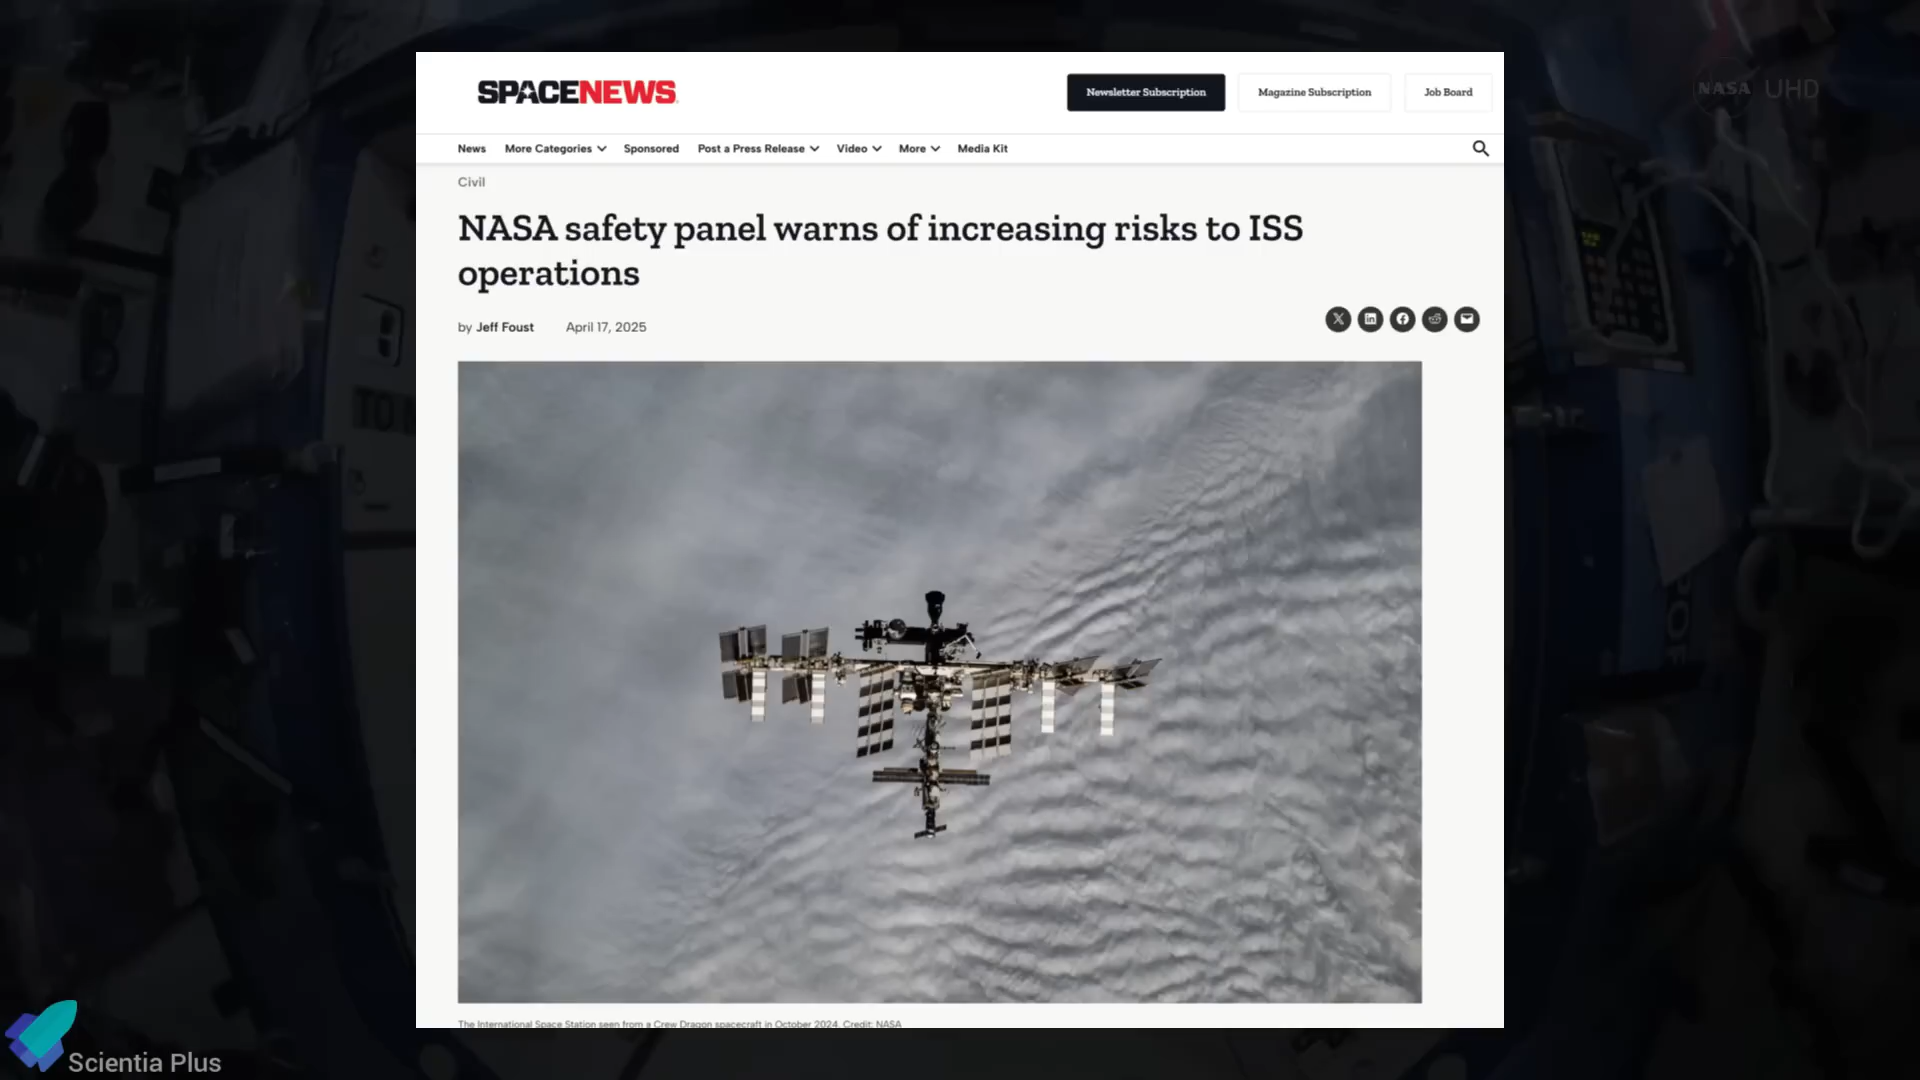 SPACENEWS
Newsletter Subscription
Magazine Subscription
Job Board
NASA UHD
News
More Categories
Sponsored
Post a Press Release
Video
More
Media Kit
Civil
NASA safety panel warns of increasing risks to ISS
operations
by Jeff Foust
April 17, 2025
The International Space Station seen from a Crew Dragon spacecraft in October 2024. Credit: NASA
Scientia Plus